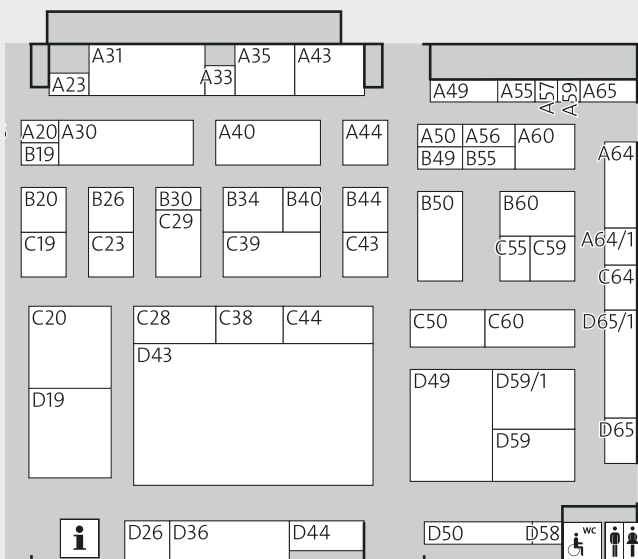 A31 A35 A43
A23 A33
A49 A55 A57 A59 A65
A20 A30 A40 A44 A50 A56 A60
B19 B49 B55 A64
B20 B26 B30 B34 B40 B44 B50 B60
C29
C19 C23 C39 C43 C55 C59 A64/1
C64
C20 C28 C38 C44 C50 C60 D65/1
D43
D49 D59/1
D19
D59 D65
i D26 D36 D44 D50 D58 WC